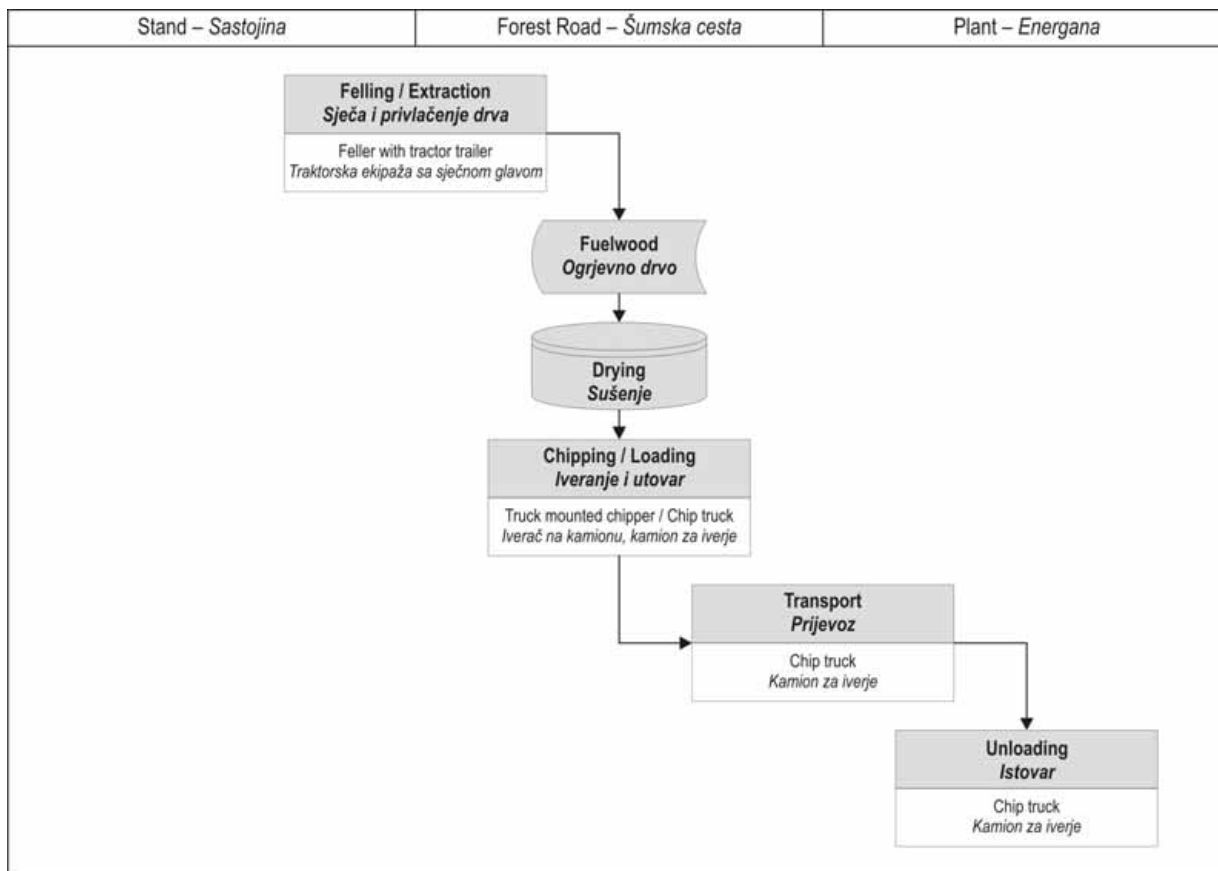 Stand – Sastojina
Forest Road – Šumska cesta
Plant – Energana
Felling / Extraction
Sječa i privlačenje drva
Feller with tractor trailer
Traktorska ekipaža sa sječnom glavom
Fuelwood
Ogrjevno drvo
Drying
Sušenje
Chipping / Loading
Iveranje i utovar
Truck mounted chipper / Chip truck
Iverač na kamionu, kamion za iverje
Transport
Prijevoz
Chip truck
Kamion za iverje
Unloading
Istovar
Chip truck
Kamion za iverje